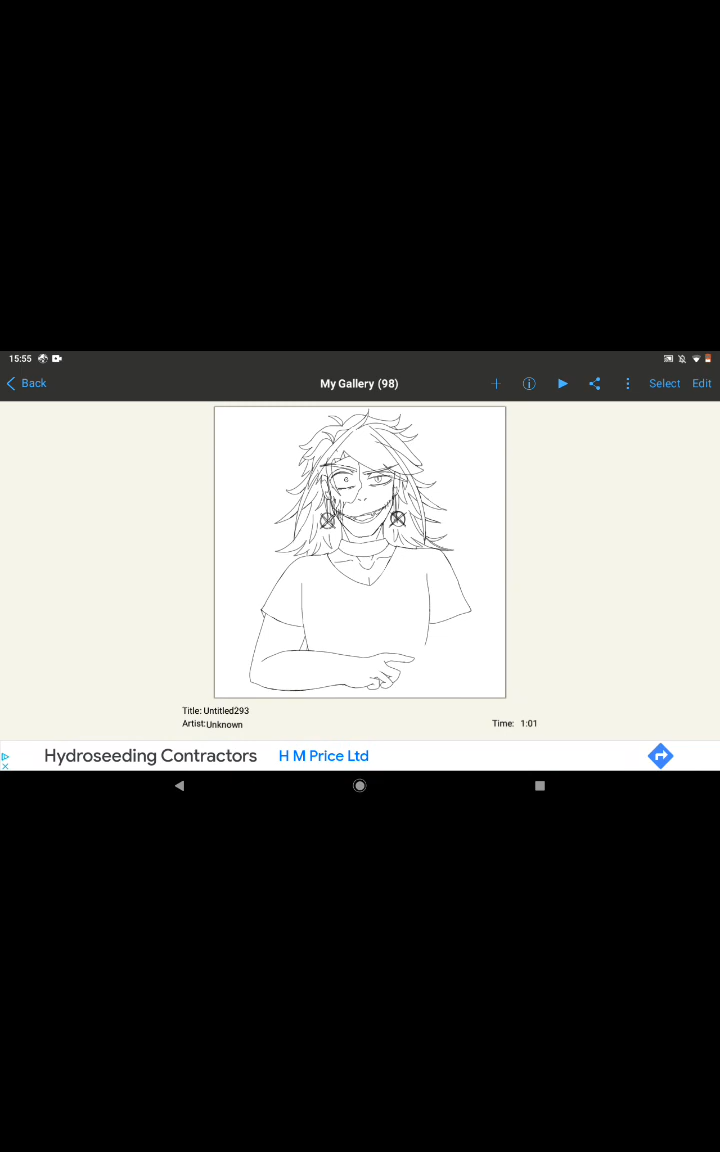 15:55
Back
My Gallery (98)
Select
Edit
Title: Untitled293
Artist:Unknown
Time: 1:01
Hydroseeding Contractors
H M Price Ltd